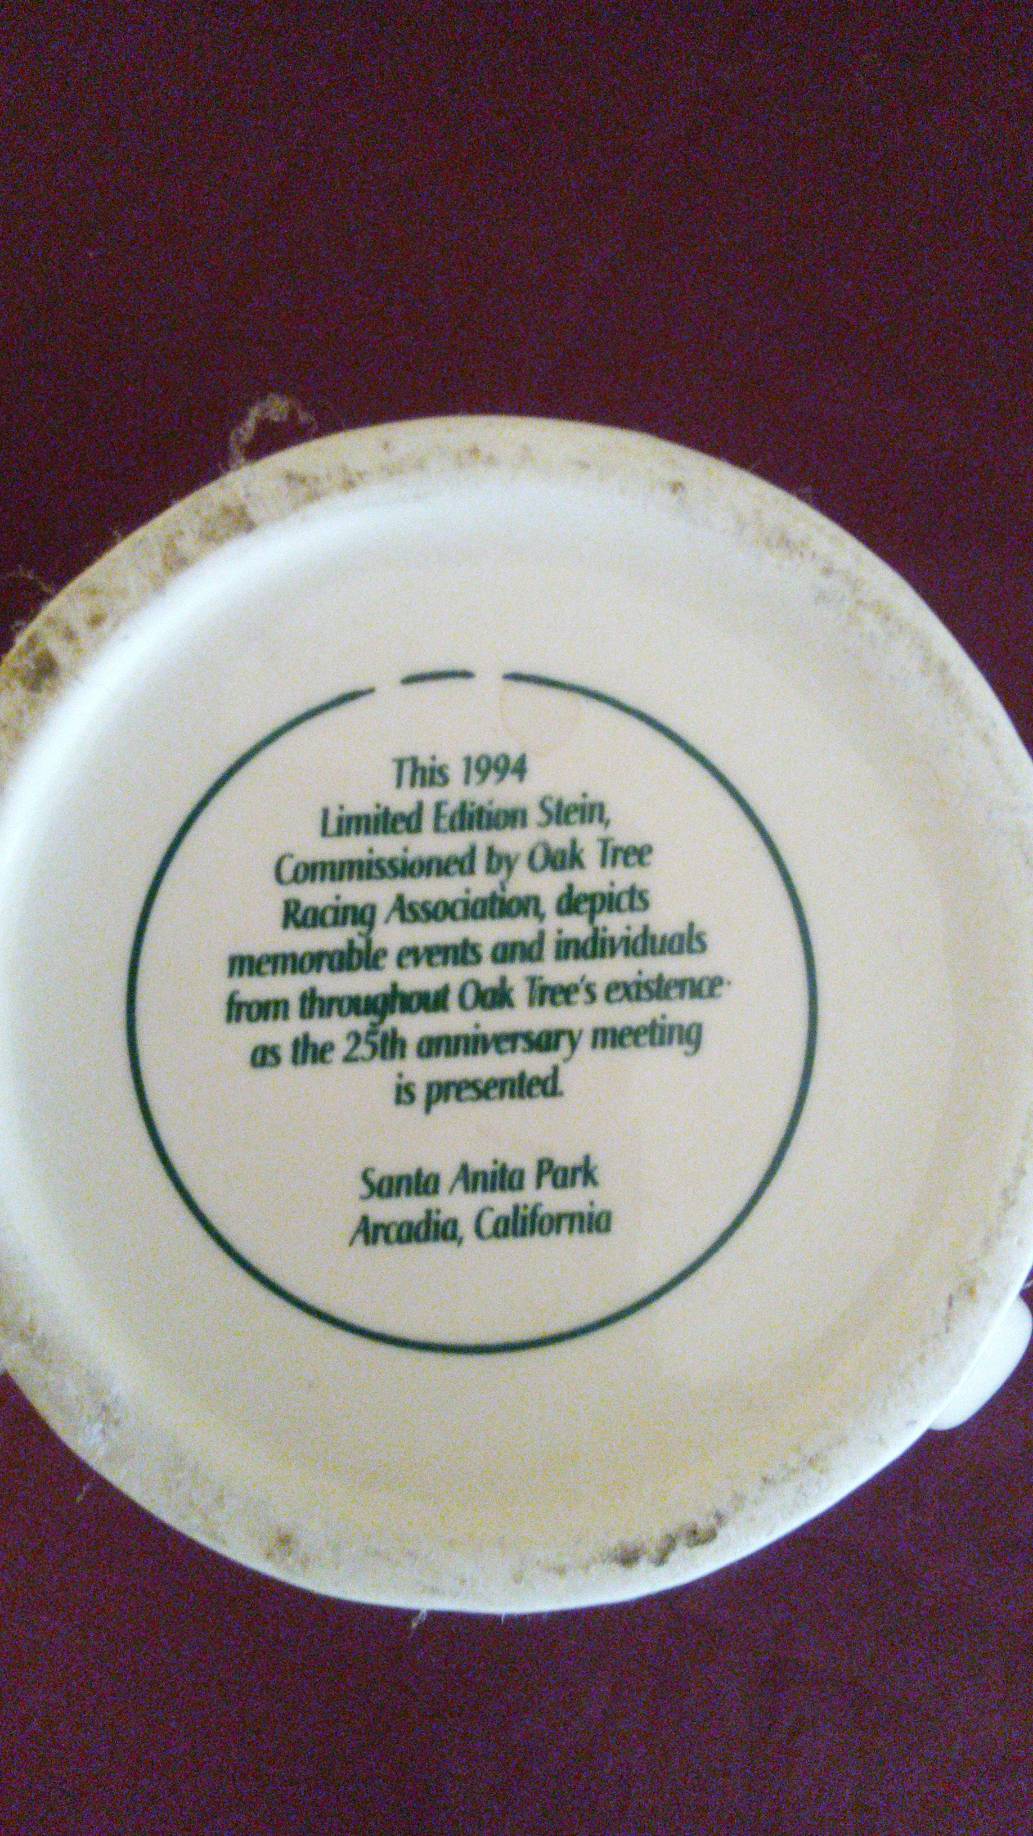 This 1994
Limited Edition Stein,
Commissioned by Oak Tree
Racing Association, depicts
memorable events and individuals
from throughout Oak Tree's existence
as the 25th anniversary meeting
is presented.
Santa Anita Park
Arcadia, California